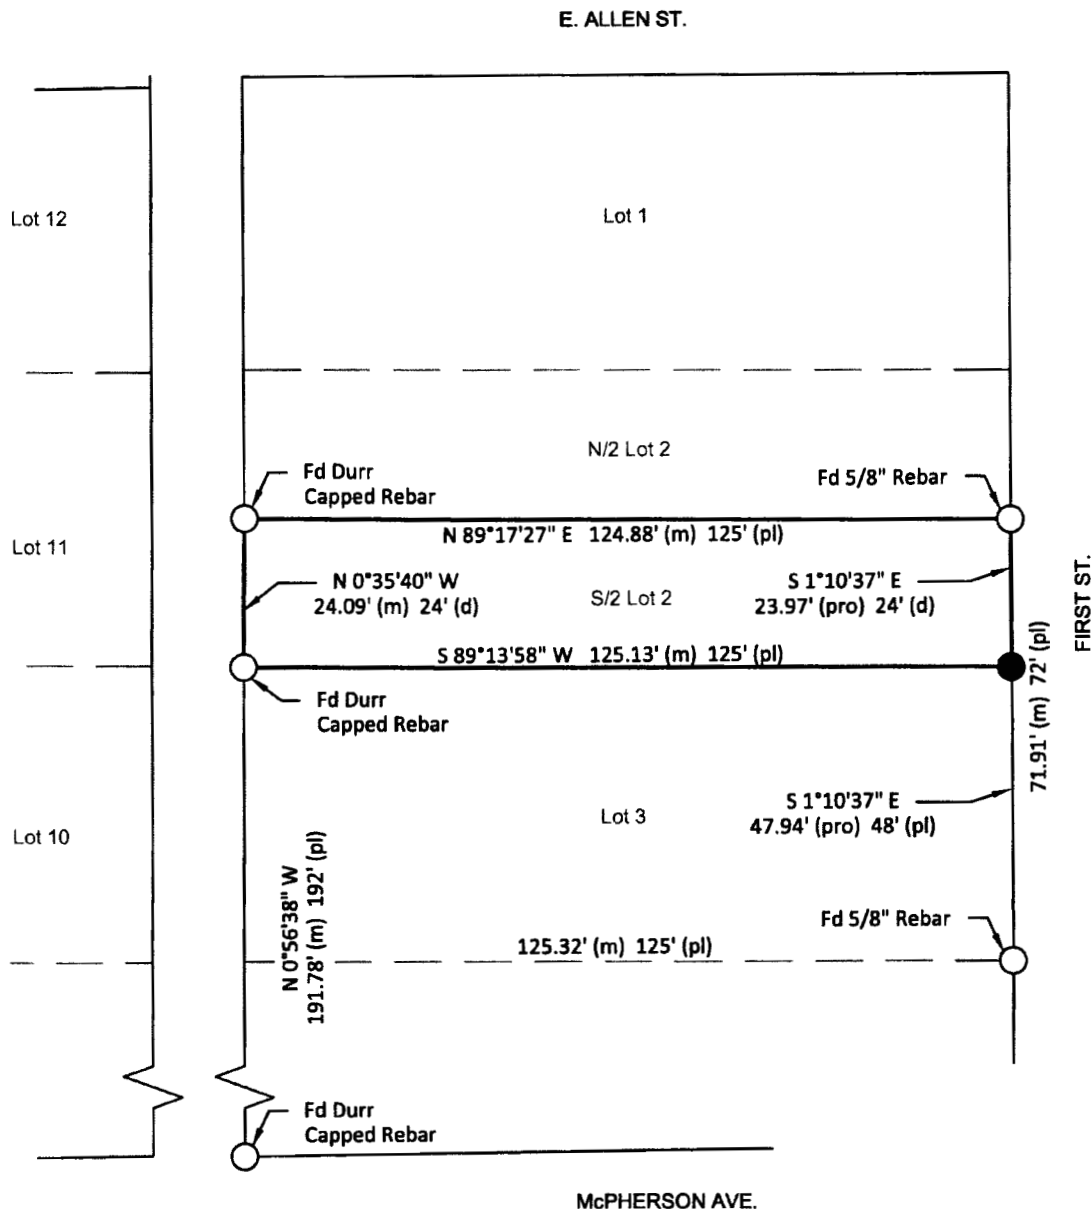 E. ALLEN ST.
Lot 12
Lot 1
N/2 Lot 2
Fd Durr
Capped Rebar
Fd 5/8" Rebar
N 89°17'27" E 124.88' (m) 125' (pl)
Lot 11
N 0°35'40" W
24.09' (m) 24' (d)
S/2 Lot 2
S 1°10'37" E
23.97' (pro) 24' (d)
FIRST ST.
S 89°13'58" W 125.13' (m) 125' (pl)
Fd Durr
Capped Rebar
71.91' (m) 72' (pl)
S 1°10'37" E
47.94' (pro) 48' (pl)
Lot 3
Lot 10
N 0°56'38" W
191.78' (m) 192' (pl)
Fd 5/8" Rebar
125.32' (m) 125' (pl)
Fd Durr
Capped Rebar
McPHERSON AVE.